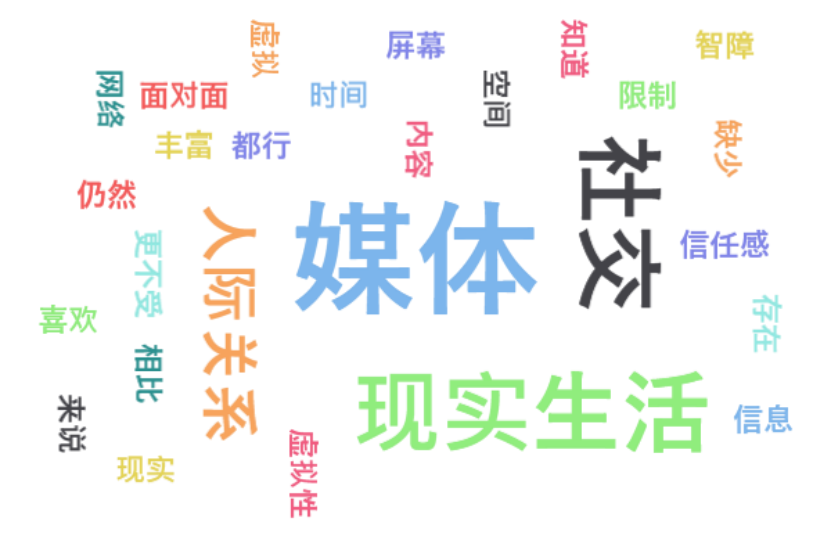 虚拟
屏幕
知道
智障
网络
面对面
时间
空间
限制
丰富
都行
内容
缺少
仍然
社交
媒体
人际关系
更不受
信任感
喜欢
存在
相比
现实生活
来说
信息
现实
虚拟性